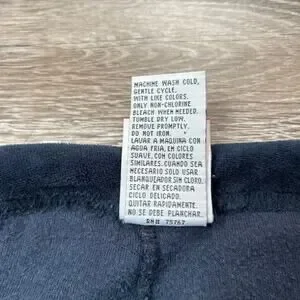 MACHINE WASH COLD,
GENTLE CYCLE,
WITH LIKE COLORS.
ONLY NON-CHLORINE
BLEACH WHEN NEEDED.
TUMBLE DRY LOW.
REMOVE PROMPTLY.
DO NOT IRON.
LAVAR A MAQUINA CON
AGUA FRIA, EN CICLO
SUAVE, CON COLORES
SIMILARES. CUANDO SEA
NECESARIO SOLO USAR
BLANQUEADOR SIN CLORO.
SECAR EN SECADORA
CICLO DELICADO.
QUITAR RAPIDAMENTE.
NO SE DEBE PLANCHAR.
RN# 75767